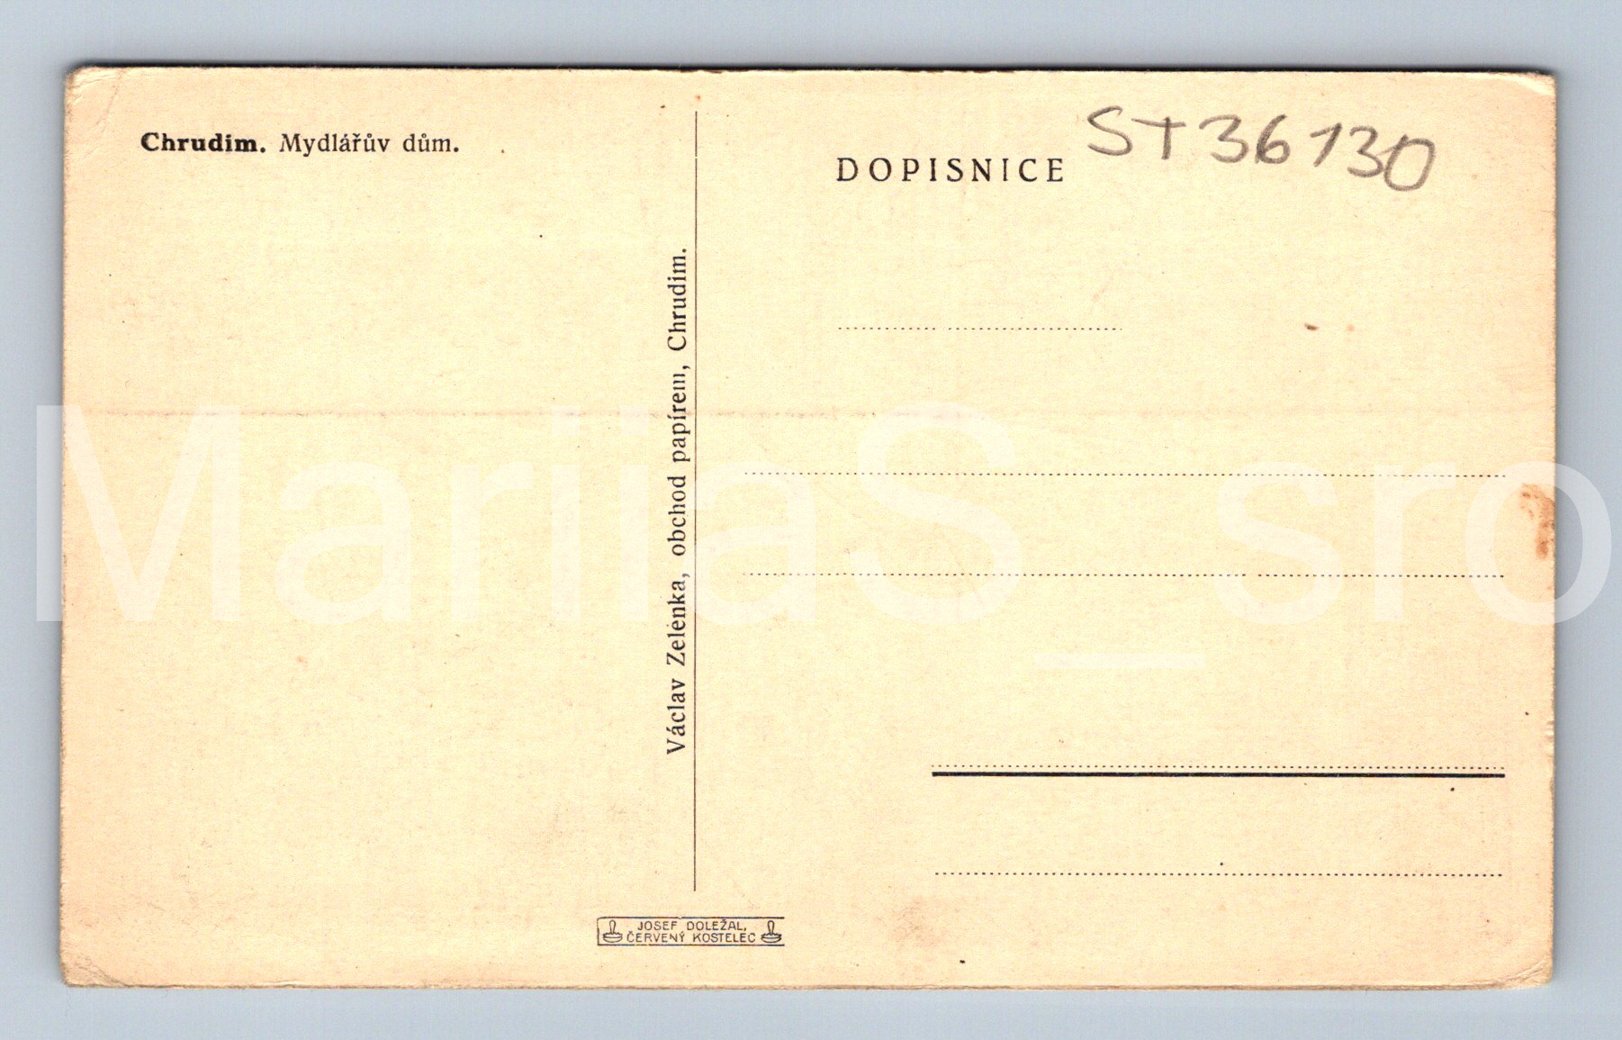 Chrudim. Mydlářův dům.
Václav Zelenka, obchod papírem, Chrudim.
DOPISNICE
ST36130
JOSEF DOLEŽAL,
ČERVENÝ KOSTELEC
MariiaS_sro